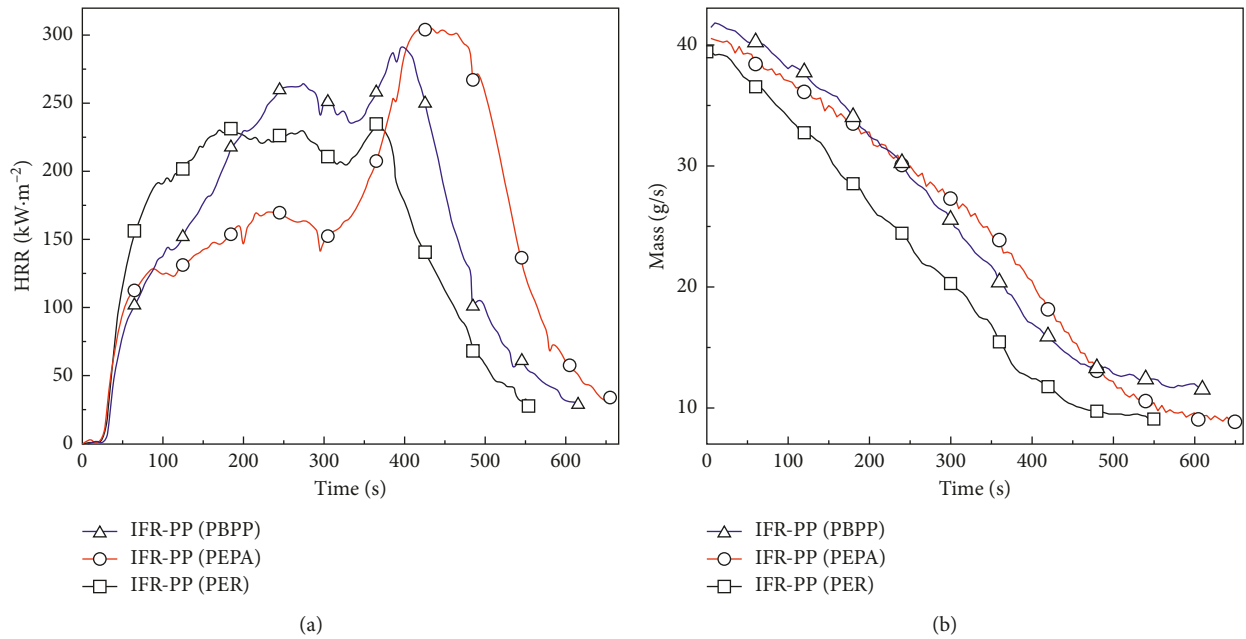 300
250
200
150
100
50
0
HRR (kW·m⁻²)
0 100 200 300 400 500 600
Time (s)
IFR-PP (PBPP)
IFR-PP (PEPA)
IFR-PP (PER)
(a)
40
30
20
10
Mass (g/s)
0 100 200 300 400 500 600
Time (s)
IFR-PP (PBPP)
IFR-PP (PEPA)
IFR-PP (PER)
(b)